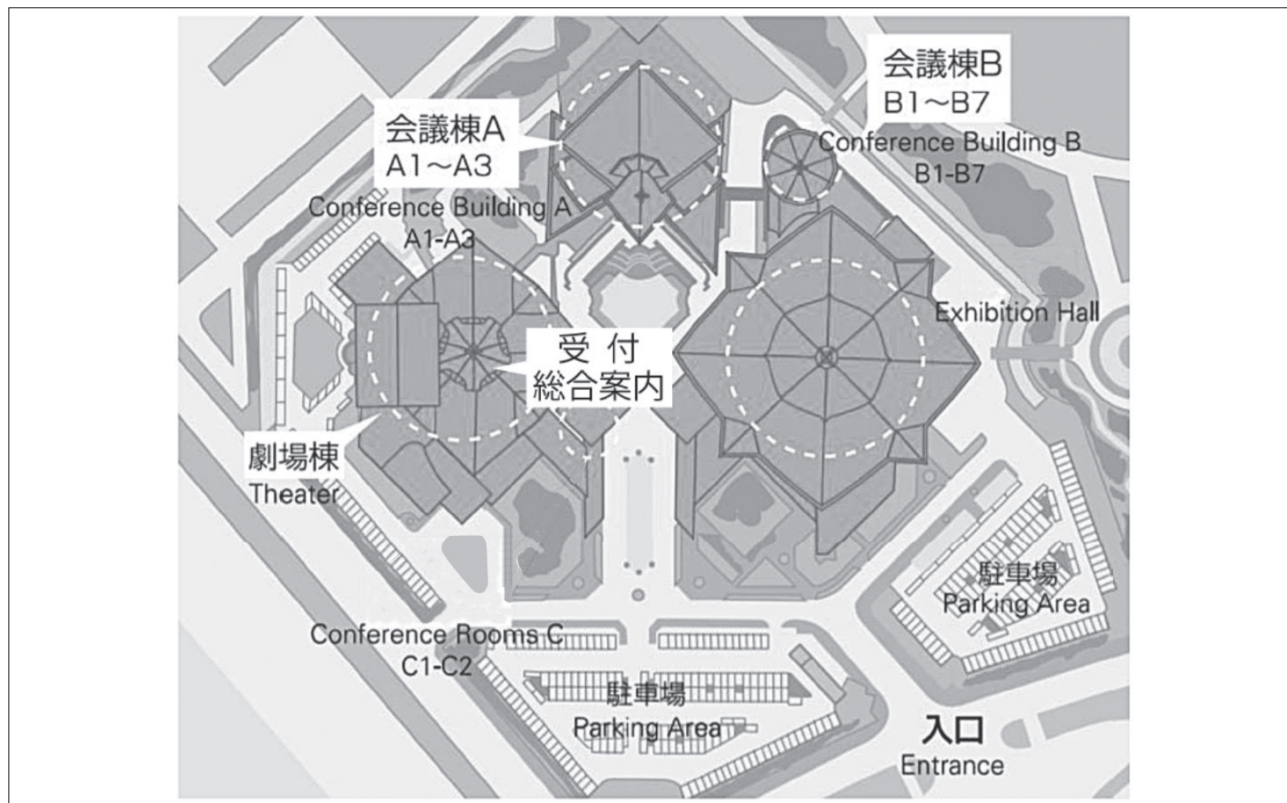 会議棟A
A1～A3
Conference Building A
A1-A3
会議棟B
B1～B7
Conference Building B
B1-B7
Exhibition Hall
受 付
総合案内
劇場棟
Theater
Conference Rooms C
C1-C2
駐車場
Parking Area
駐車場
Parking Area
入口
Entrance